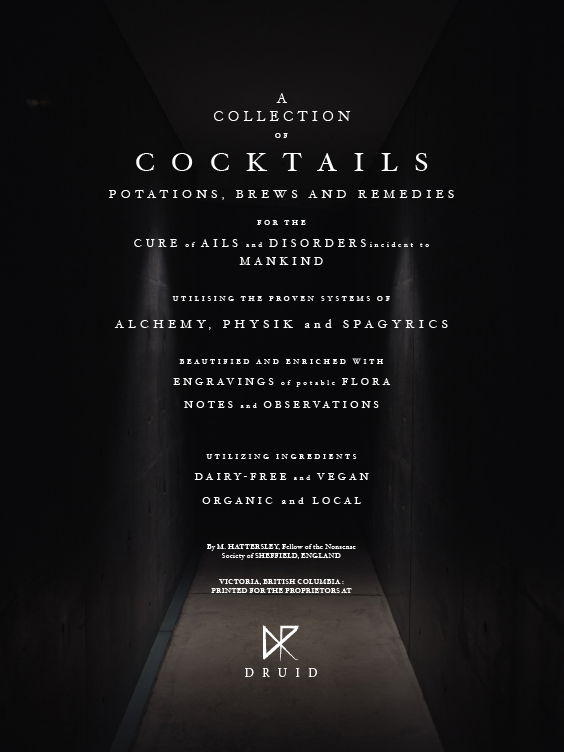 A
COLLECTION
OF
COCKTAILS
POTATIONS, BREWS AND REMEDIES
FOR THE
CURE of AILS and DISORDERS incident to
MANKIND
UTILISING THE PROVEN SYSTEMS OF
ALCHEMY, PHYSIK and SPAGYRICS
BEAUTIFIED AND ENRICHED WITH
ENGRAVINGS of potable FLORA
NOTES and OBSERVATIONS
UTILIZING INGREDIENTS
DAIRY-FREE and VEGAN
ORGANIC and LOCAL
By M. HATTERSLEY, Fellow of the Nonsense
Society of SHEFFIELD, ENGLAND
VICTORIA, BRITISH COLUMBIA :
PRINTED FOR THE PROPRIETORS AT
DRUID